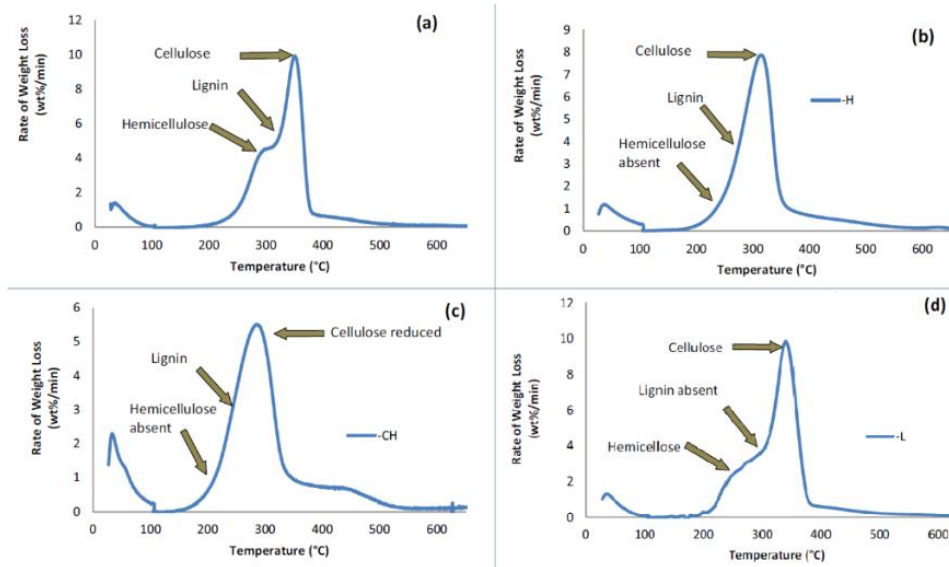 (a)
Rate of Weight Loss
(wt%/min)
12
10
8
6
4
2
0
Cellulose
Lignin
Hemicellulose
0 100 200 300 400 500 600
Temperature (°C)
(b)
Rate of Weight Loss
(wt%/min)
9
8
7
6
5
4
3
2
1
0
Cellulose
Lignin
Hemicellulose
absent
-H
0 100 200 300 400 500 600
Temperature (°C)
(c)
Rate of Weight Loss
(wt%/min)
6
5
4
3
2
1
0
Cellulose reduced
Lignin
Hemicellulose
absent
-CH
0 100 200 300 400 500 600
Temperature (°C)
(d)
Rate of Weight Loss
(wt%/min)
12
10
8
6
4
2
0
Cellulose
Lignin absent
Hemicellose
-L
0 100 200 300 400 500 600
Temperature (°C)